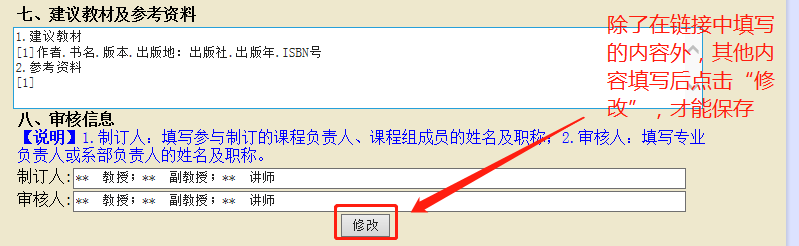 七、建议教材及参考资料
1.建议教材
[1]作者.书名.版本.出版地：出版社.出版年.ISBN号
2.参考资料
[1]
除了在链接中填写
的内容外，其他内
容填写后点击“修
改”，才能保存
八、审核信息
【说明】1.制订人：填写参与制订的课程负责人、课程组成员的姓名及职称；2.审核人：填写专业
负责人或系部负责人的姓名及职称。
制订人:** 教授；** 副教授；** 讲师
审核人:** 教授；** 副教授；** 讲师
修改